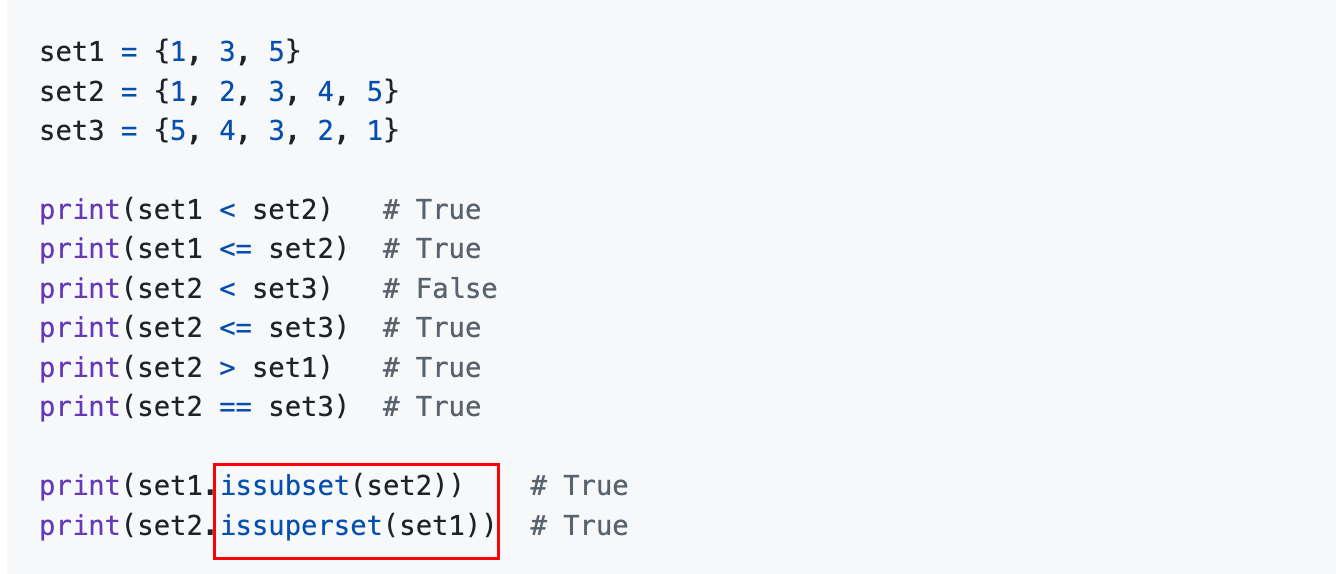 set1 = {1, 3, 5}
set2 = {1, 2, 3, 4, 5}
set3 = {5, 4, 3, 2, 1}
print(set1 < set2)   # True
print(set1 <= set2)  # True
print(set2 < set3)   # False
print(set2 <= set3)  # True
print(set2 > set1)   # True
print(set2 == set3)  # True
print(set1.issubset(set2))    # True
print(set2.issuperset(set1))  # True